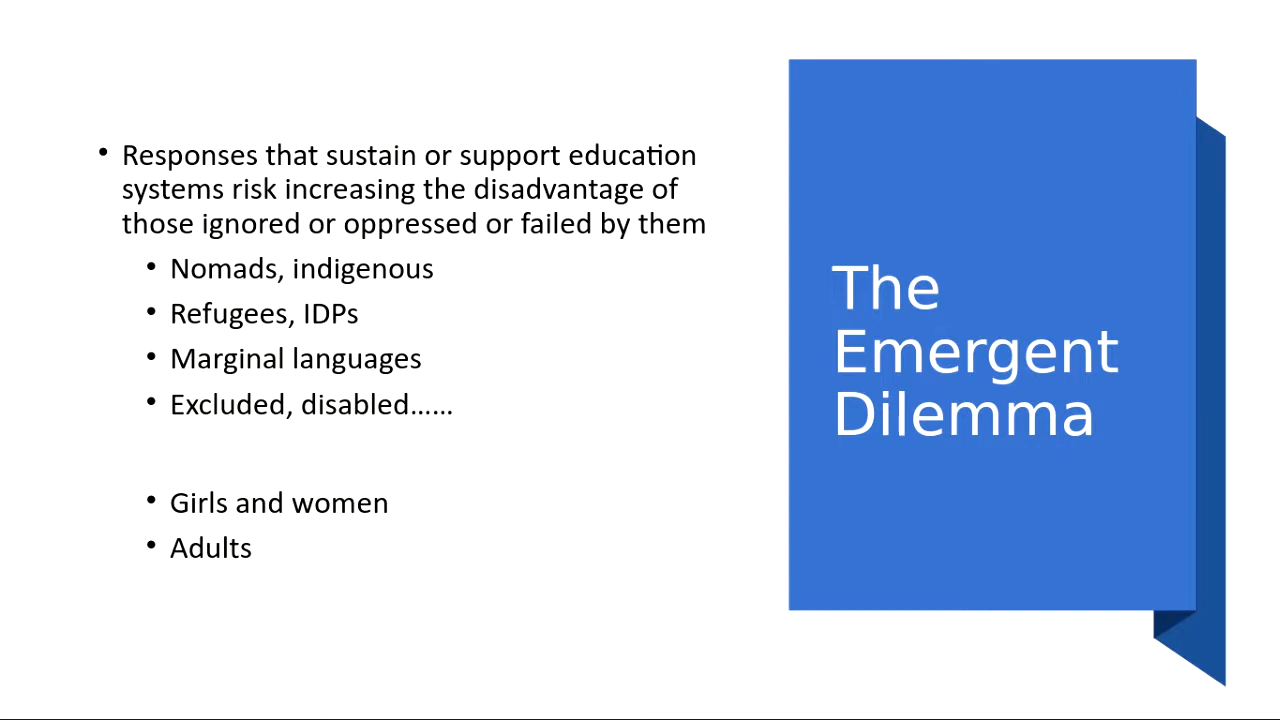 • Responses that sustain or support education
systems risk increasing the disadvantage of
those ignored or oppressed or failed by them
• Nomads, indigenous
• Refugees, IDPs
• Marginal languages
• Excluded, disabled......
• Girls and women
• Adults
The
Emergent
Dilemma